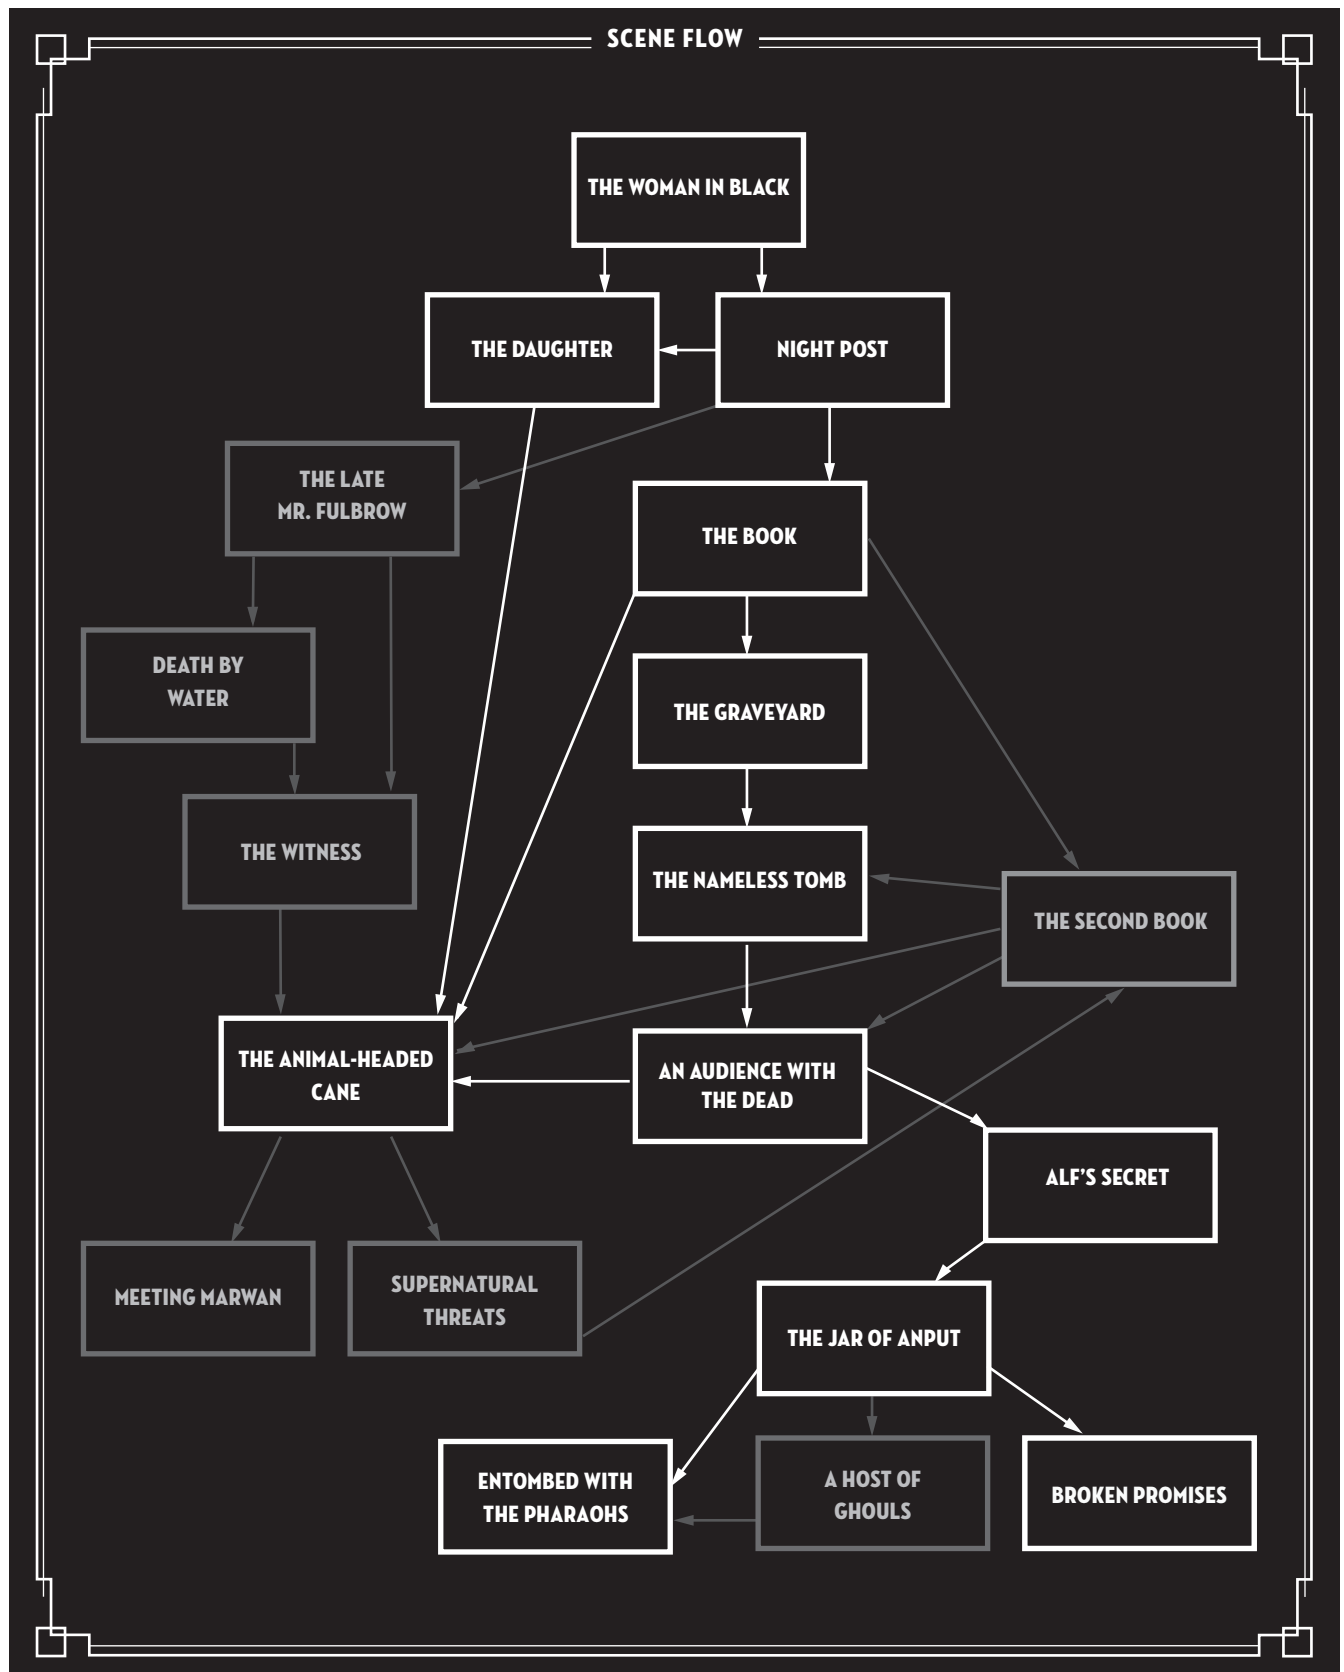 SCENE FLOW
THE WOMAN IN BLACK
THE DAUGHTER
NIGHT POST
THE LATE
MR. FULBROW
THE BOOK
DEATH BY
WATER
THE GRAVEYARD
THE WITNESS
THE NAMELESS TOMB
THE SECOND BOOK
THE ANIMAL-HEADED
CANE
AN AUDIENCE WITH
THE DEAD
ALF’S SECRET
MEETING MARWAN
SUPERNATURAL
THREATS
THE JAR OF ANPUT
ENTOMBED WITH
THE PHARAOHS
A HOST OF
GHOULS
BROKEN PROMISES